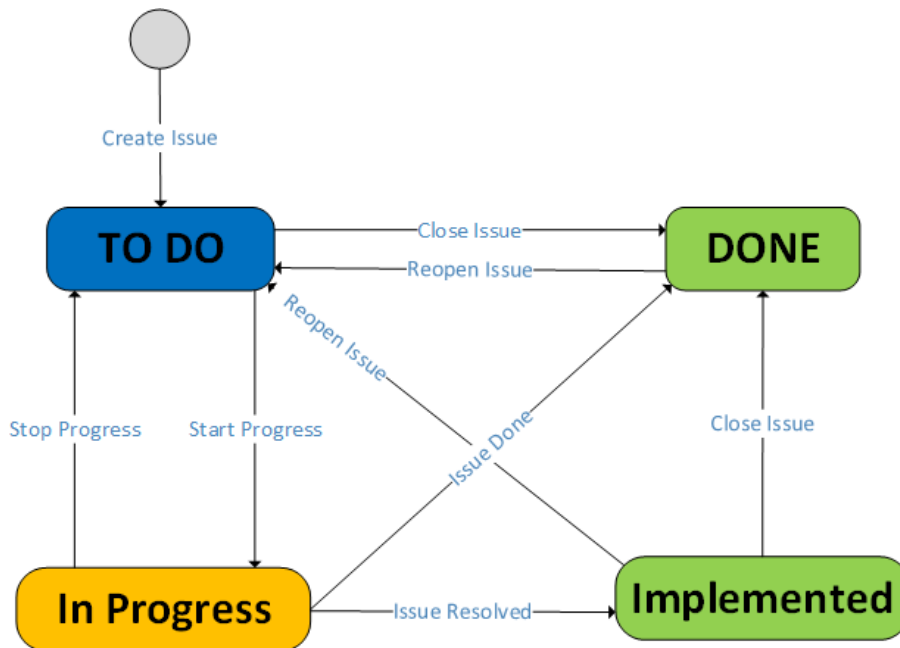 Create Issue
TO DO
Close Issue
DONE
Reopen Issue
Reopen Issue
Stop Progress
Start Progress
Issue Done
Close Issue
In Progress
Issue Resolved
Implemented